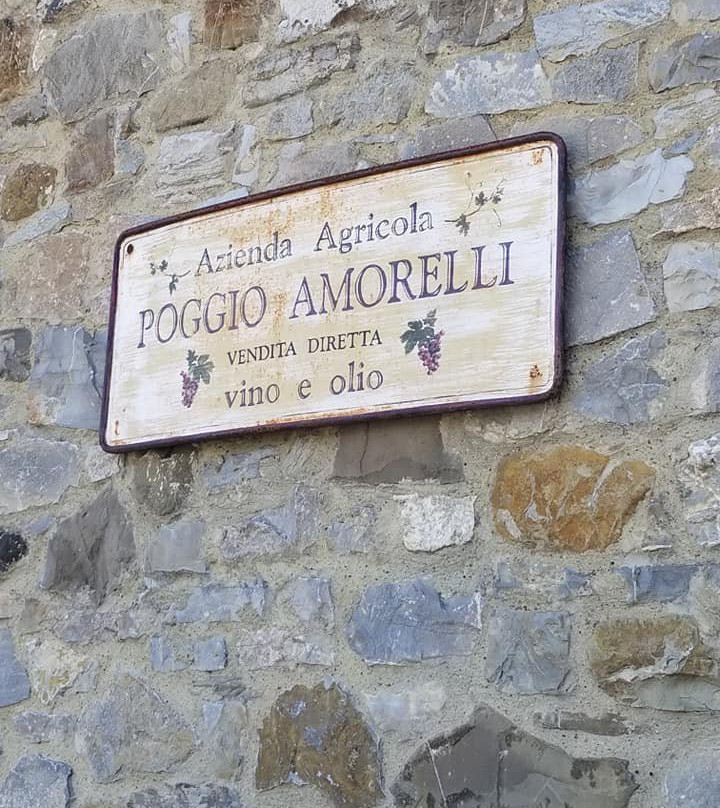 Azienda Agricola
POGGIO AMORELLI
VENDITA DIRETTA
vino e olio